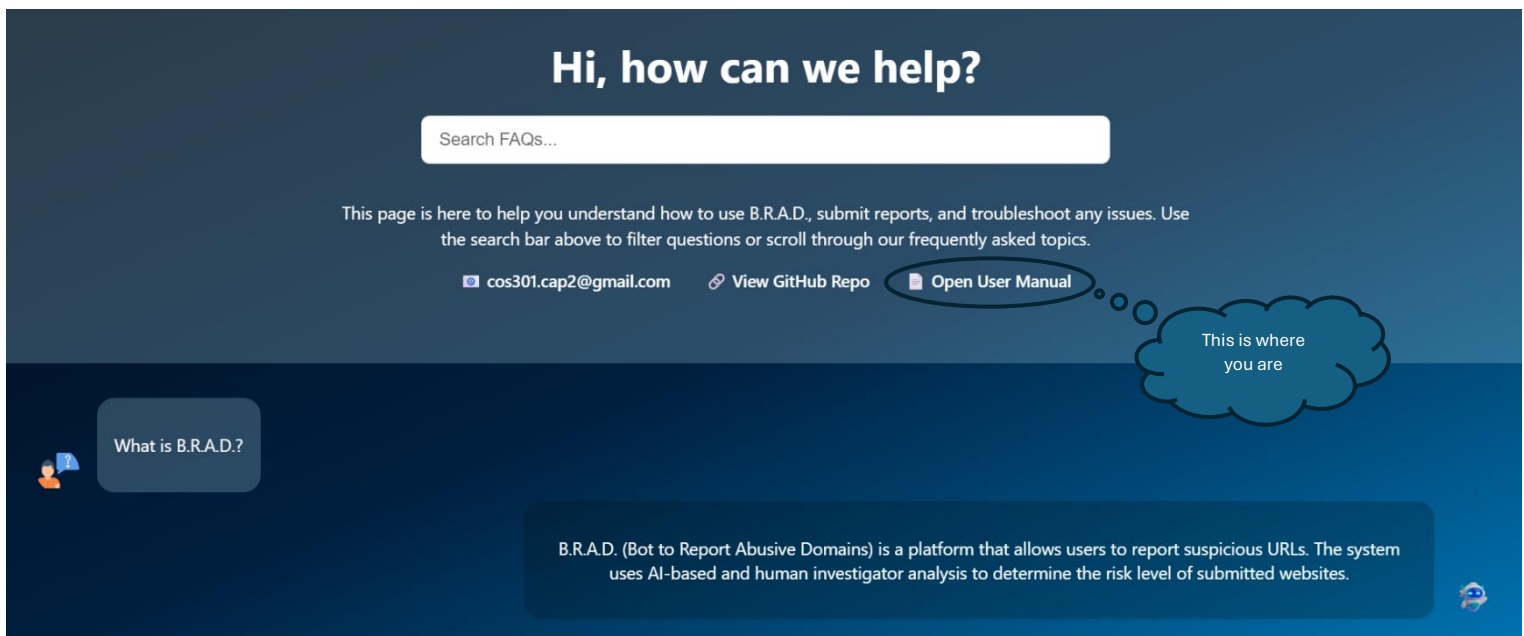 Hi, how can we help?
Search FAQs...
This page is here to help you understand how to use B.R.A.D., submit reports, and troubleshoot any issues. Use
the search bar above to filter questions or scroll through our frequently asked topics.
cos301.cap2@gmail.com View GitHub Repo Open User Manual
This is where
you are
What is B.R.A.D.?
?
B.R.A.D. (Bot to Report Abusive Domains) is a platform that allows users to report suspicious URLs. The system
uses AI-based and human investigator analysis to determine the risk level of submitted websites.